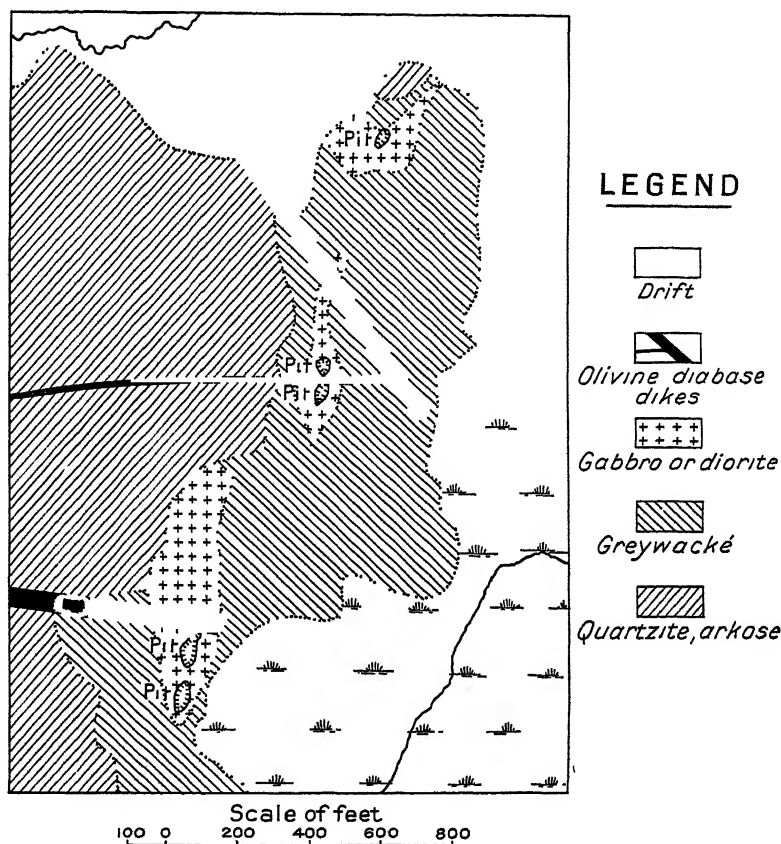 Pit
Pit
Pit
Pit
Pit
LEGEND
Drift
Olivine diabase
dikes
Gabbro or diorite
Greywacké
Quartzite, arkose
Scale of feet
100 0 200 400 600 800